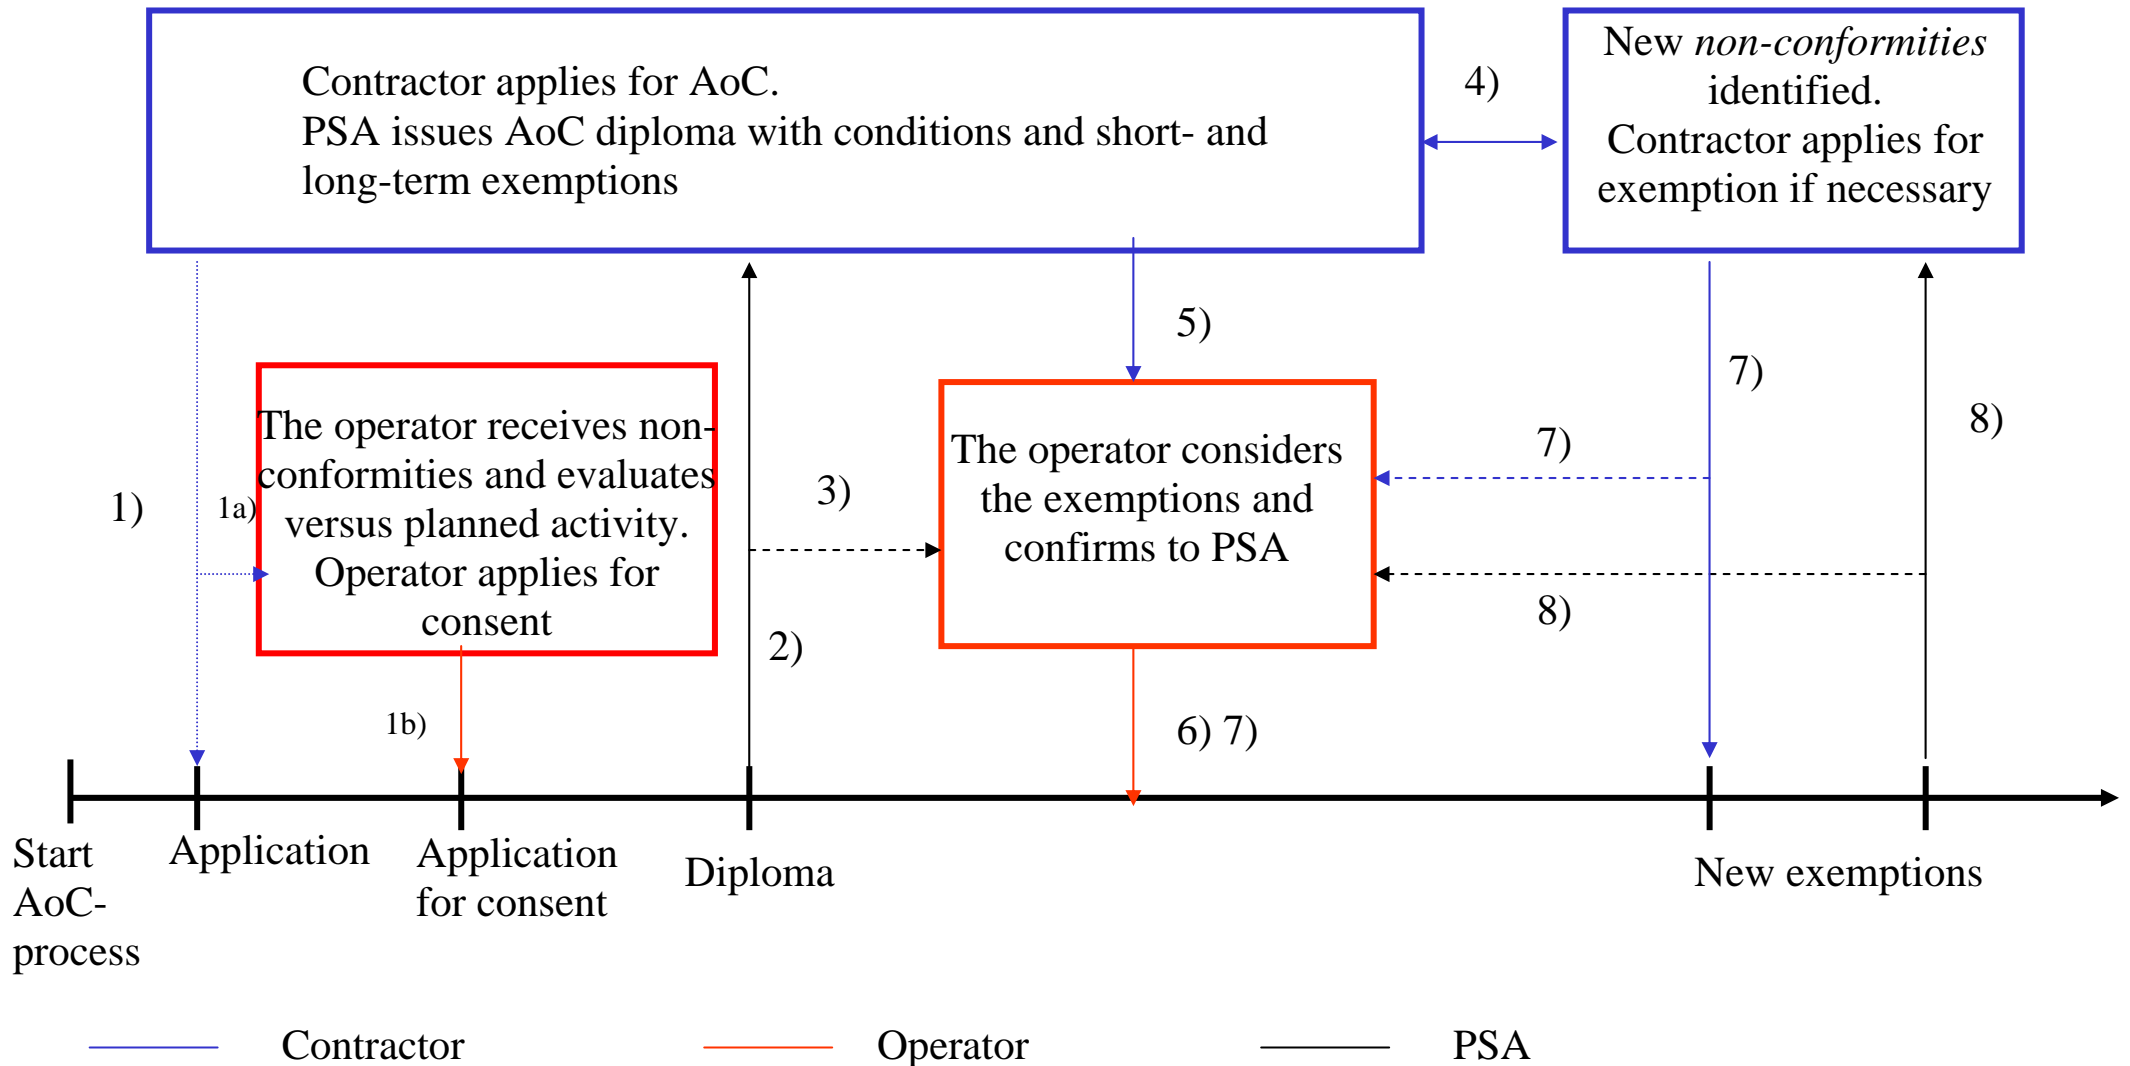 Contractor applies for AoC.
PSA issues AoC diploma with conditions and short- and
long-term exemptions
4)
New non-conformities
identified.
Contractor applies for
exemption if necessary
5)
7)
8)
1)
1a)
The operator receives non-
conformities and evaluates
versus planned activity.
Operator applies for
consent
3)
The operator considers
the exemptions and
confirms to PSA
7)
8)
2)
1b)
6) 7)
Start
AoC-
process
Application
Application
for consent
Diploma
New exemptions
Contractor
Operator
PSA